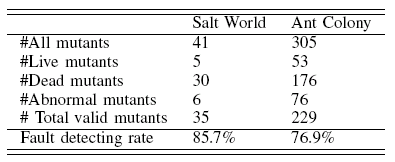 Salt World Ant Colony
#All mutants 41 305
#Live mutants 5 53
#Dead mutants 30 176
#Abnormal mutants 6 76
# Total valid mutants 35 229
Fault detecting rate 85.7% 76.9%